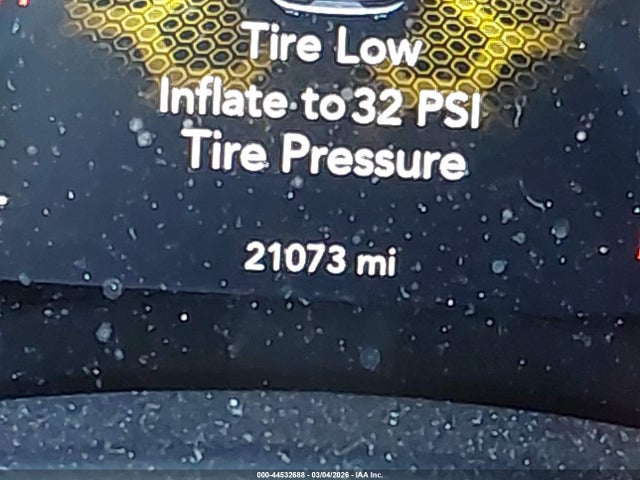 Tire Low
Inflate to 32 PSI
Tire Pressure
21073 mi
000-44532688 - 03/04/2026 - IAA Inc.